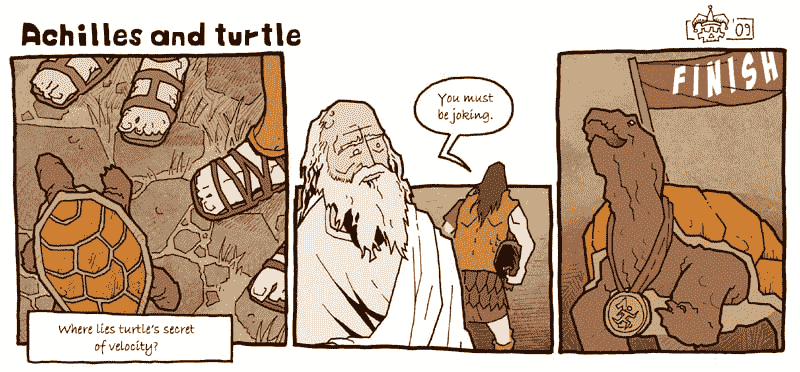 Achilles and turtle
'09
Where lies turtle's secret
of velocity?
You must
be joking.
FINISH